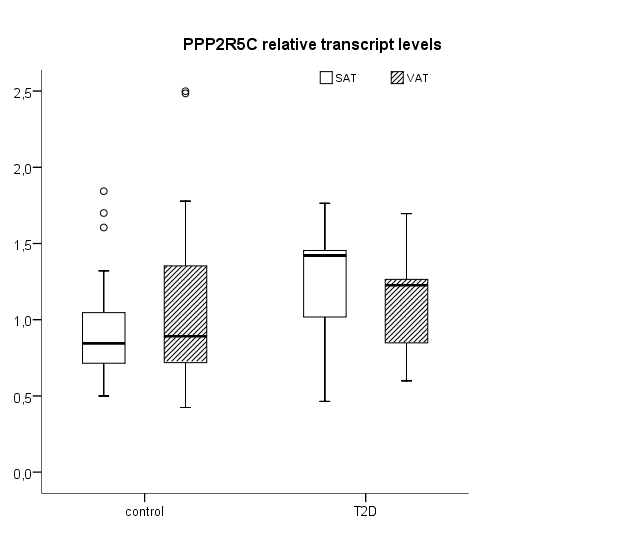 PPP2R5C relative transcript levels
SAT VAT
2,5
2,0
1,5
1,0
0,5
0,0
control T2D